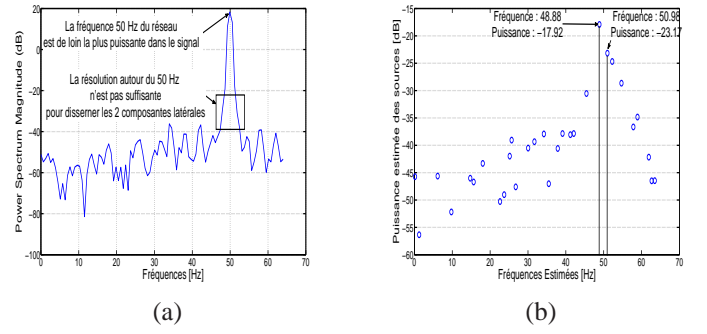 La fréquence 50 Hz du réseau
est de loin la plus puissante dans le signal
La résolution autour du 50 Hz
n'est pas suffisante
pour disserner les 2 composantes latérales
Power Spectrum Magnitude (dB)
20
0
−20
−40
−60
−80
−100
0 10 20 30 40 50 60 70
Fréquences [Hz]
(a)
Fréquence : 48.88
Puissance : −17.92
Fréquence : 50.98
Puissance : −23.17
Puissance estimée des sources [dB]
−15
−20
−25
−30
−35
−40
−45
−50
−55
−60
0 10 20 30 40 50 60 70
Fréquences Estimées [Hz]
(b)